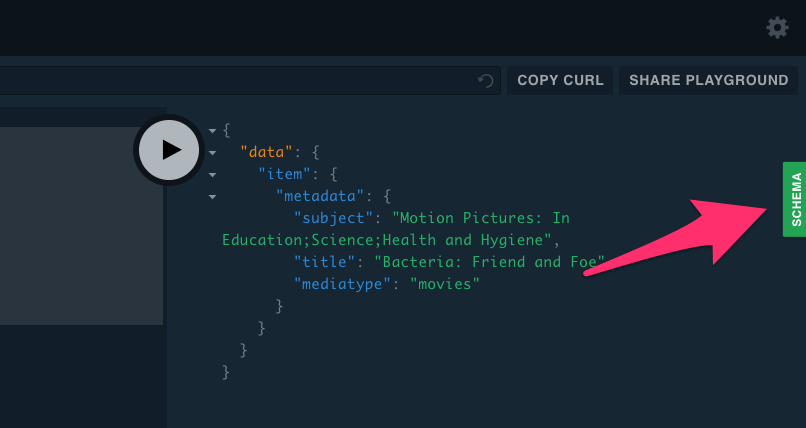 COPY CURL
SHARE PLAYGROUND
{
"data": {
"item": {
"metadata": {
"subject": "Motion Pictures: In
Education;Science;Health and Hygiene",
"title": "Bacteria: Friend and Foe"
"mediatype": "movies"
}
}
}
}
SCHEMA